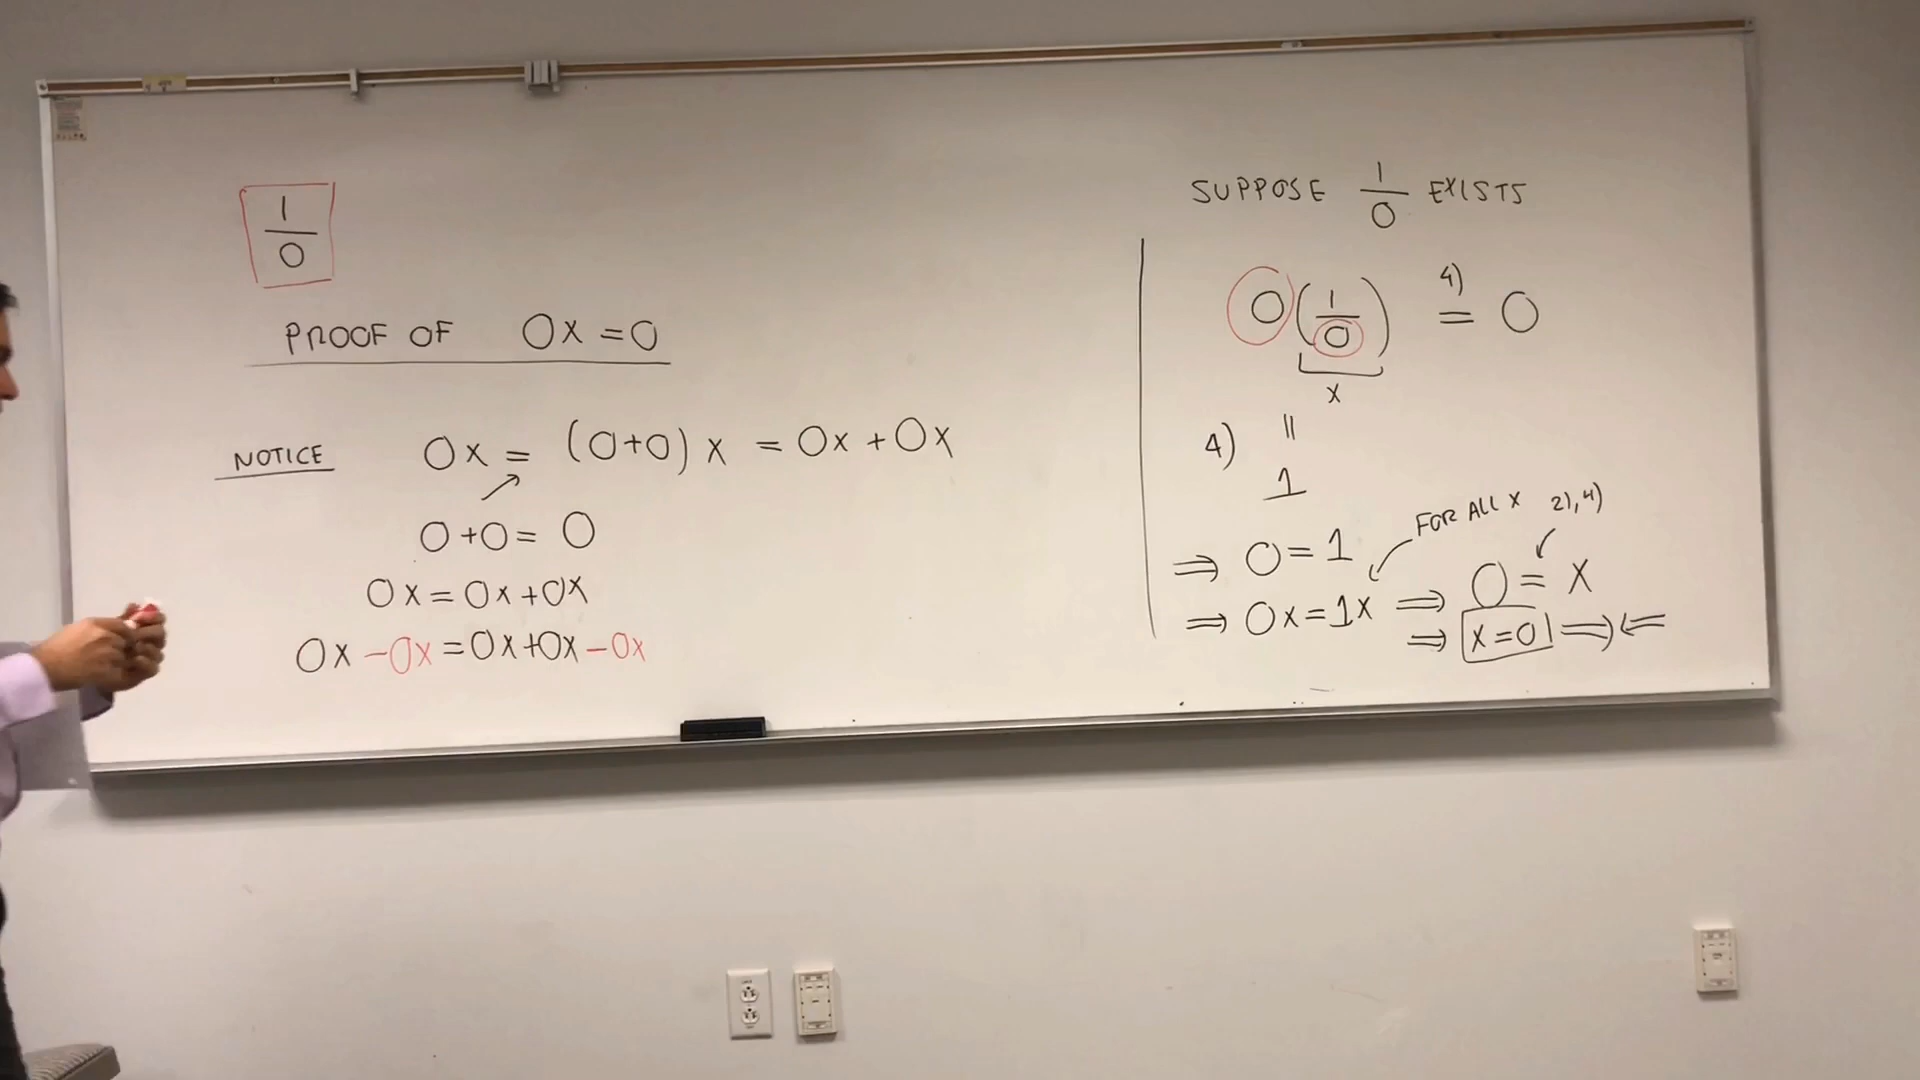 1
0
PROOF OF 0x = 0
NOTICE 0x = (0+0) x = 0x + 0x
0 + 0 = 0
0x = 0x + 0x
0x - 0x = 0x + 0x - 0x
SUPPOSE 1/0 EXISTS
0 (1/0) 4) = 0
x
4) =
1
FOR ALL X 2), 4)
⇒ 0 = 1
⇒ 0x = 1x ⇒ 0 = x
⇒ x = 0 ⇒⇐